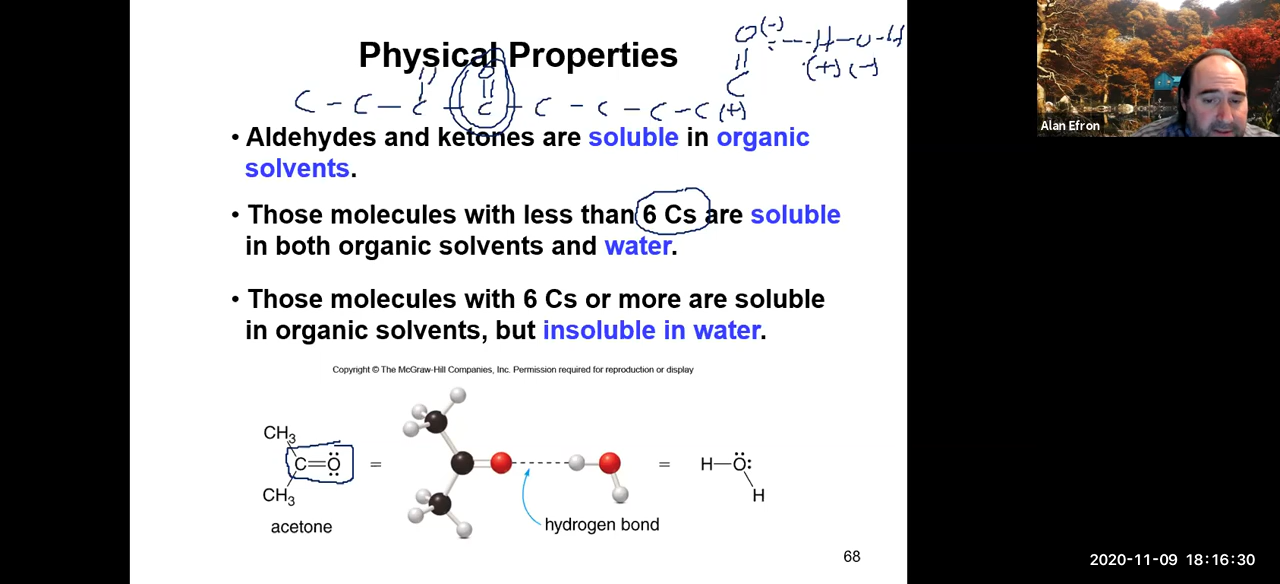 Physical Properties
O(-)
:---H-O-H
(+) (-)
||
C
(+)
O
||
C - C - C - C - C - C - C - C
• Aldehydes and ketones are soluble in organic
solvents.
• Those molecules with less than 6 Cs are soluble
in both organic solvents and water.
• Those molecules with 6 Cs or more are soluble
in organic solvents, but insoluble in water.
Copyright © The McGraw-Hill Companies, Inc. Permission required for reproduction or display
CH3
C=Ö:
CH3
acetone
=
hydrogen bond
=
H—Ö:
H
68
Alan Efron
2020-11-09 18:16:30